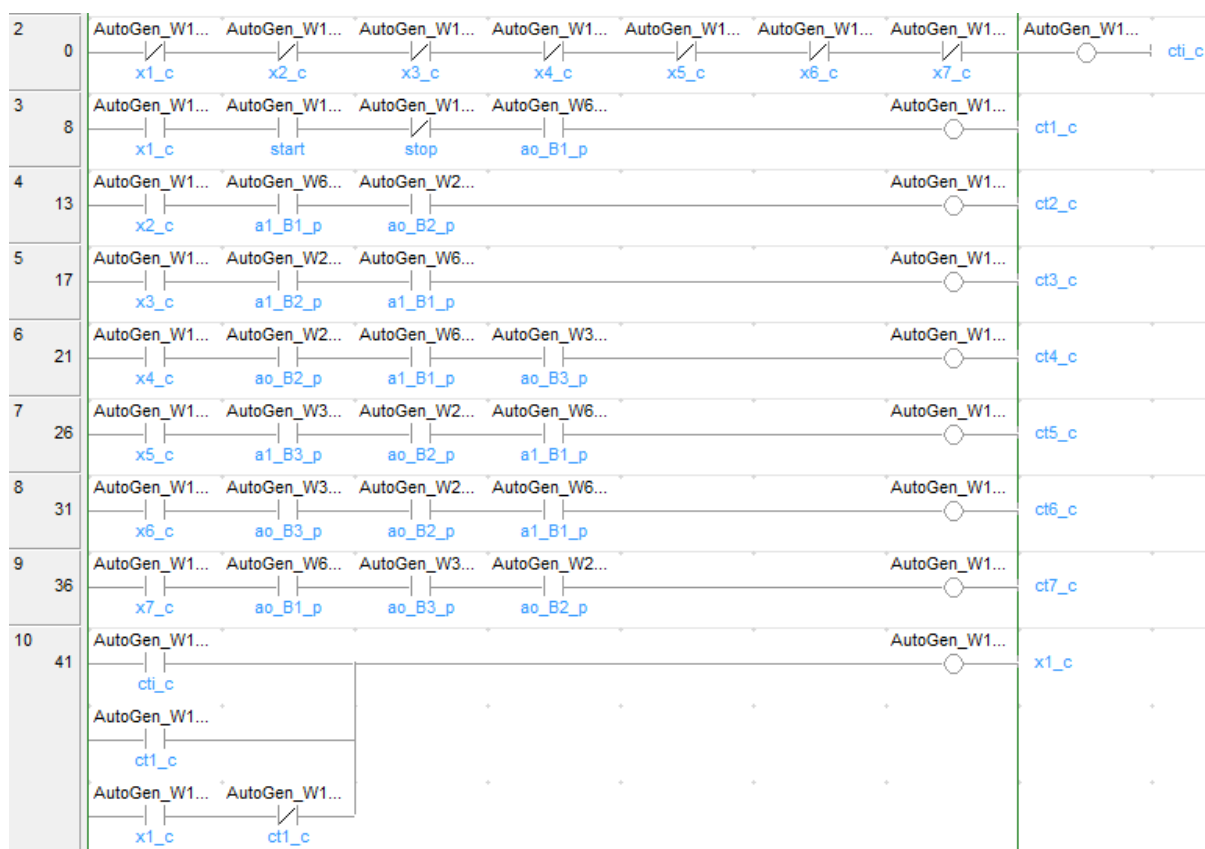 2 AutoGen_W1... AutoGen_W1... AutoGen_W1... AutoGen_W1... AutoGen_W1... AutoGen_W1... AutoGen_W1... AutoGen_W1...
0 cti_c
x1_c x2_c x3_c x4_c x5_c x6_c x7_c
3 AutoGen_W1... AutoGen_W1... AutoGen_W1... AutoGen_W6... AutoGen_W1...
8 ct1_c
x1_c start stop ao_B1_p
4 AutoGen_W1... AutoGen_W6... AutoGen_W2... AutoGen_W1...
13 ct2_c
x2_c a1_B1_p ao_B2_p
5 AutoGen_W1... AutoGen_W2... AutoGen_W6... AutoGen_W1...
17 ct3_c
x3_c a1_B2_p a1_B1_p
6 AutoGen_W1... AutoGen_W2... AutoGen_W6... AutoGen_W3... AutoGen_W1...
21 ct4_c
x4_c ao_B2_p a1_B1_p ao_B3_p
7 AutoGen_W1... AutoGen_W3... AutoGen_W2... AutoGen_W6... AutoGen_W1...
26 ct5_c
x5_c a1_B3_p ao_B2_p a1_B1_p
8 AutoGen_W1... AutoGen_W3... AutoGen_W2... AutoGen_W6... AutoGen_W1...
31 ct6_c
x6_c ao_B3_p ao_B2_p a1_B1_p
9 AutoGen_W1... AutoGen_W6... AutoGen_W3... AutoGen_W2... AutoGen_W1...
36 ct7_c
x7_c ao_B1_p ao_B3_p ao_B2_p
10 AutoGen_W1... AutoGen_W1...
41 x1_c
cti_c
AutoGen_W1...
ct1_c
AutoGen_W1... AutoGen_W1...
x1_c ct1_c